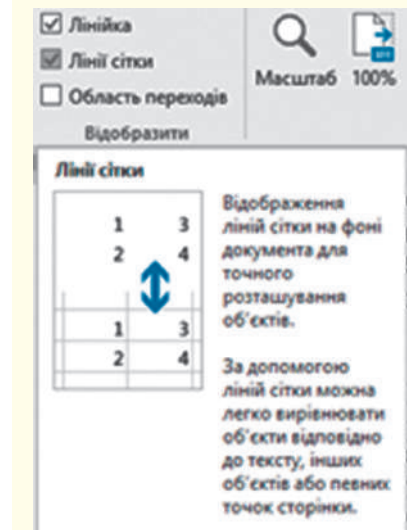 Лінійка
Лінії сітки
Область переходів
Масштаб 100%
Відобразити
Лінії сітки
1 3
2 4
1 3
2 4
Відображення
ліній сітки на фоні
документа для
точного
розташування
об'єктів.
За допомогою
ліній сітки можна
легко вирівнювати
об'єкти відповідно
до тексту, інших
об'єктів або певних
точок сторінки.